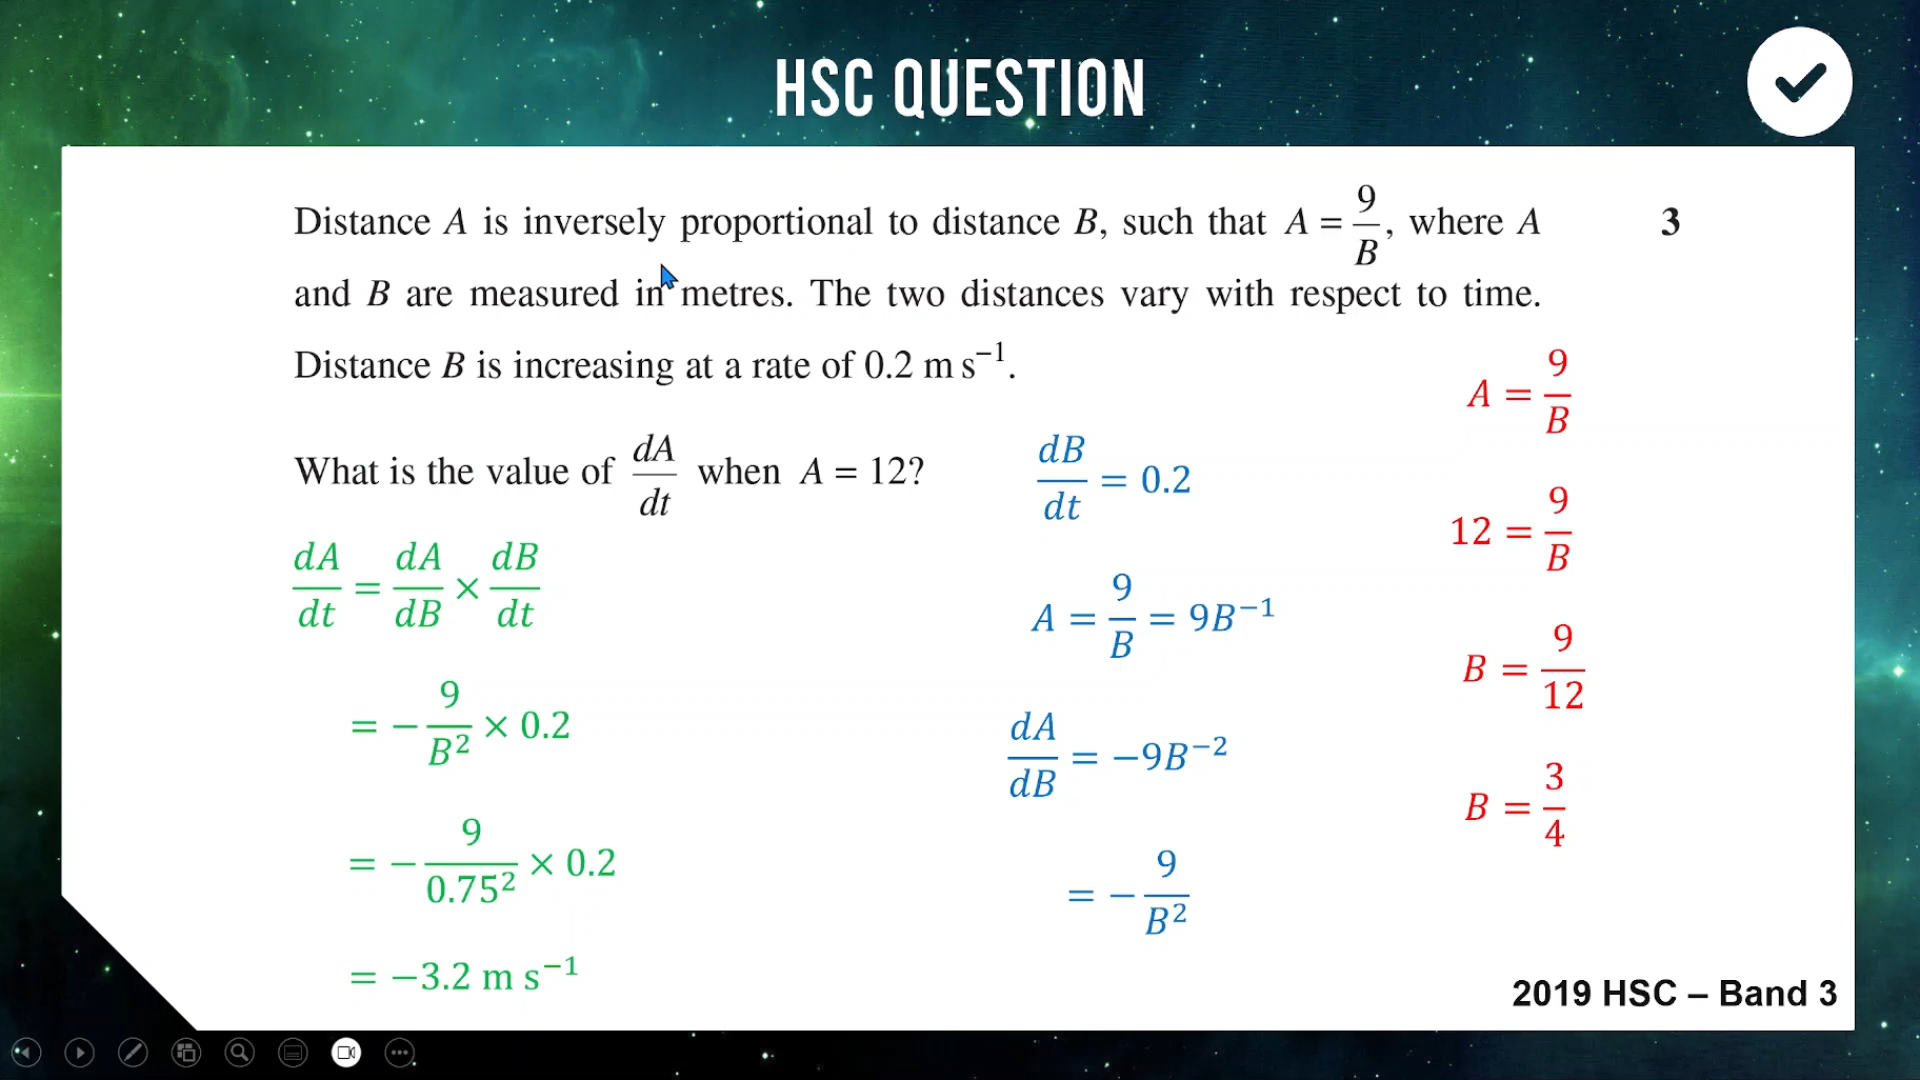 HSC QUESTION
Distance A is inversely proportional to distance B, such that A = 9/B, where A 3
and B are measured in metres. The two distances vary with respect to time.
Distance B is increasing at a rate of 0.2 m s⁻¹.
What is the value of dA/dt when A = 12?
dA/dt = dA/dB × dB/dt
= −9/B² × 0.2
= −9/0.75² × 0.2
= −3.2 m s⁻¹
dB/dt = 0.2
A = 9/B = 9B⁻¹
dA/dB = −9B⁻²
= −9/B²
A = 9/B
12 = 9/B
B = 9/12
B = 3/4
2019 HSC – Band 3